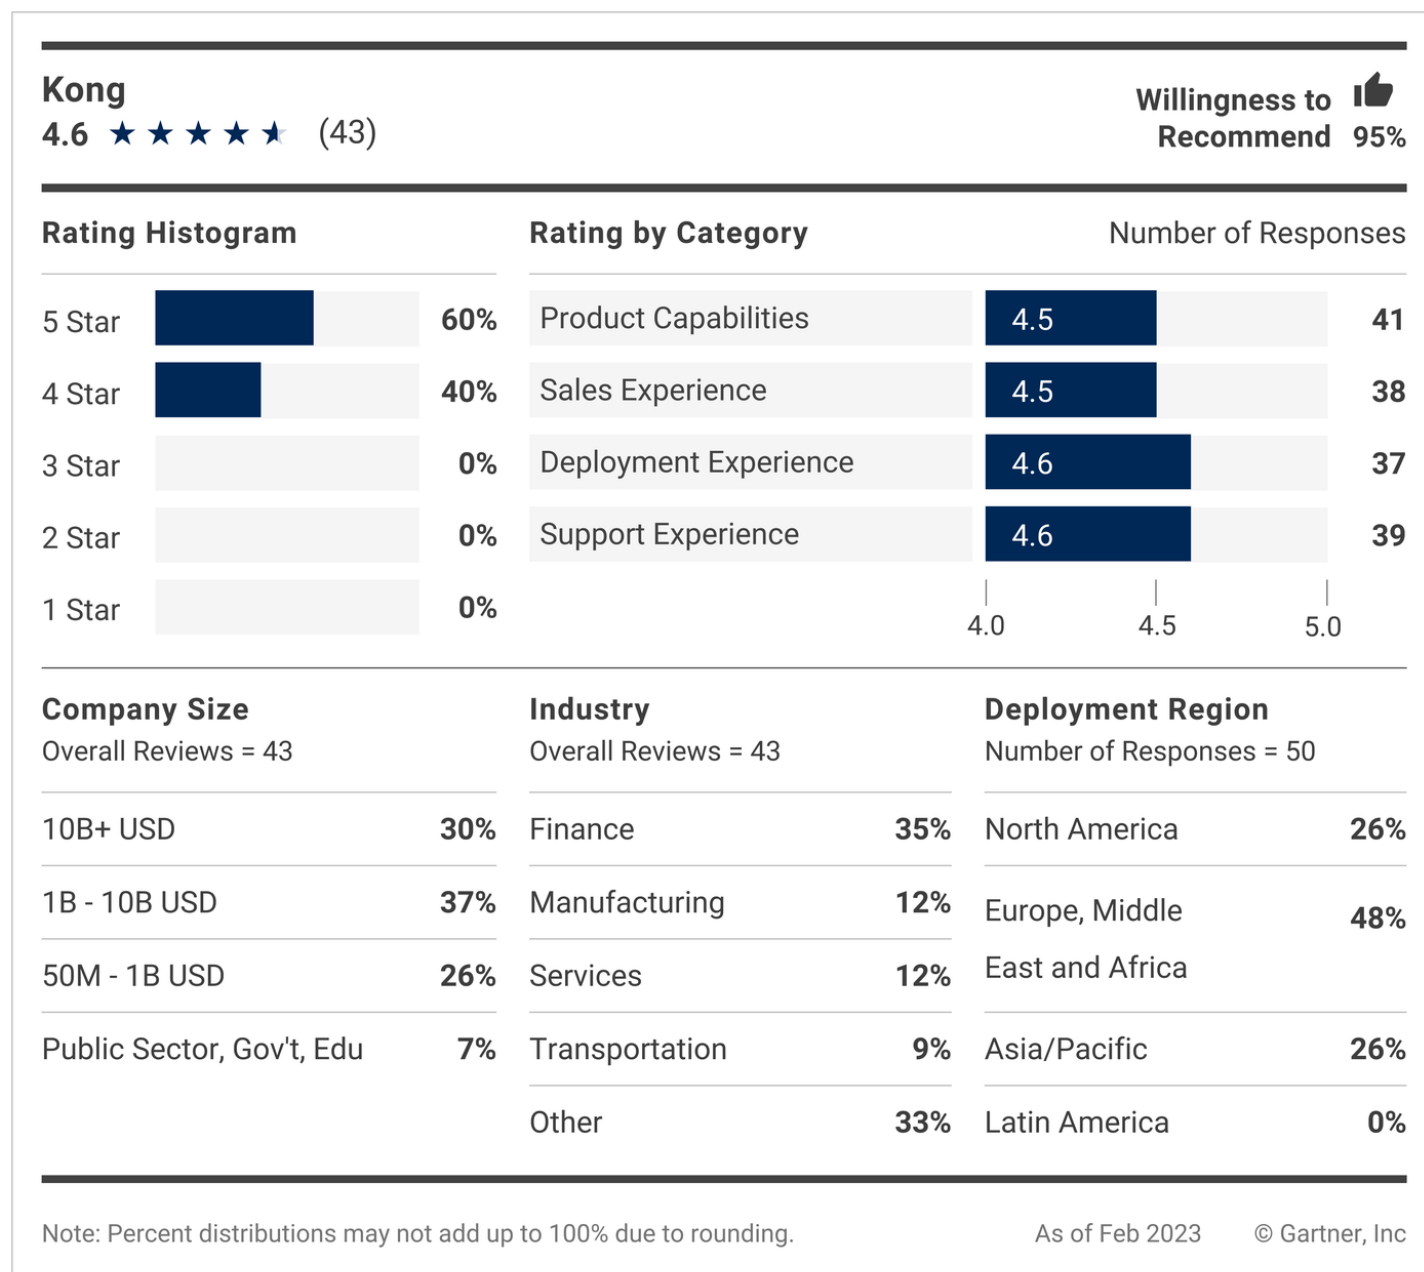 Kong
4.6 ★ ★ ★ ★ ★ (43)
Willingness to
Recommend 95%
Rating Histogram
5 Star 60%
4 Star 40%
3 Star 0%
2 Star 0%
1 Star 0%
Rating by Category Number of Responses
Product Capabilities 4.5 41
Sales Experience 4.5 38
Deployment Experience 4.6 37
Support Experience 4.6 39
4.0 4.5 5.0
Company Size
Overall Reviews = 43
10B+ USD 30%
1B - 10B USD 37%
50M - 1B USD 26%
Public Sector, Gov't, Edu 7%
Industry
Overall Reviews = 43
Finance 35%
Manufacturing 12%
Services 12%
Transportation 9%
Other 33%
Deployment Region
Number of Responses = 50
North America 26%
Europe, Middle 48%
East and Africa
Asia/Pacific 26%
Latin America 0%
Note: Percent distributions may not add up to 100% due to rounding. As of Feb 2023 © Gartner, Inc